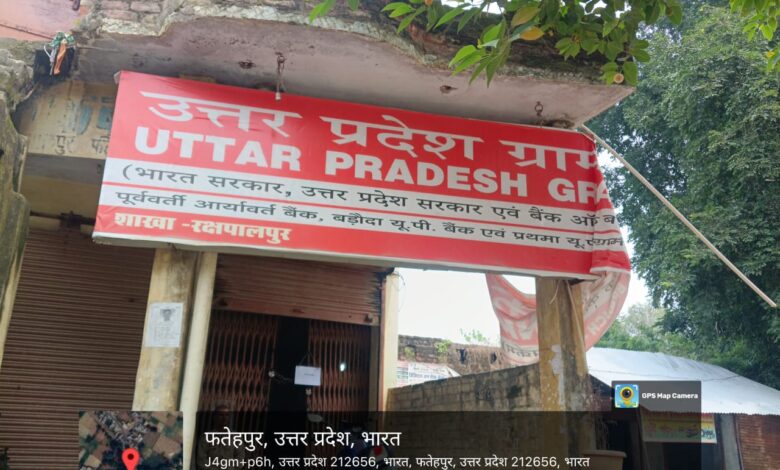 उत्तर प्रदेश ग्राम
UTTAR PRADESH GRA
(भारत सरकार, उत्तर प्रदेश सरकार एवं बैंक ऑ
पूर्ववर्ती आर्यावर्त बैंक, बड़ौदा यू.पी. बैंक एवं प्रथमा यू.पी.
शाखा -रक्षपालपुर
GPS Map Camera
फतेहपुर, उत्तर प्रदेश, भारत
J4gm+p6h, उत्तर प्रदेश 212656, भारत, फतेहपुर, उत्तर प्रदेश 212656, भारत